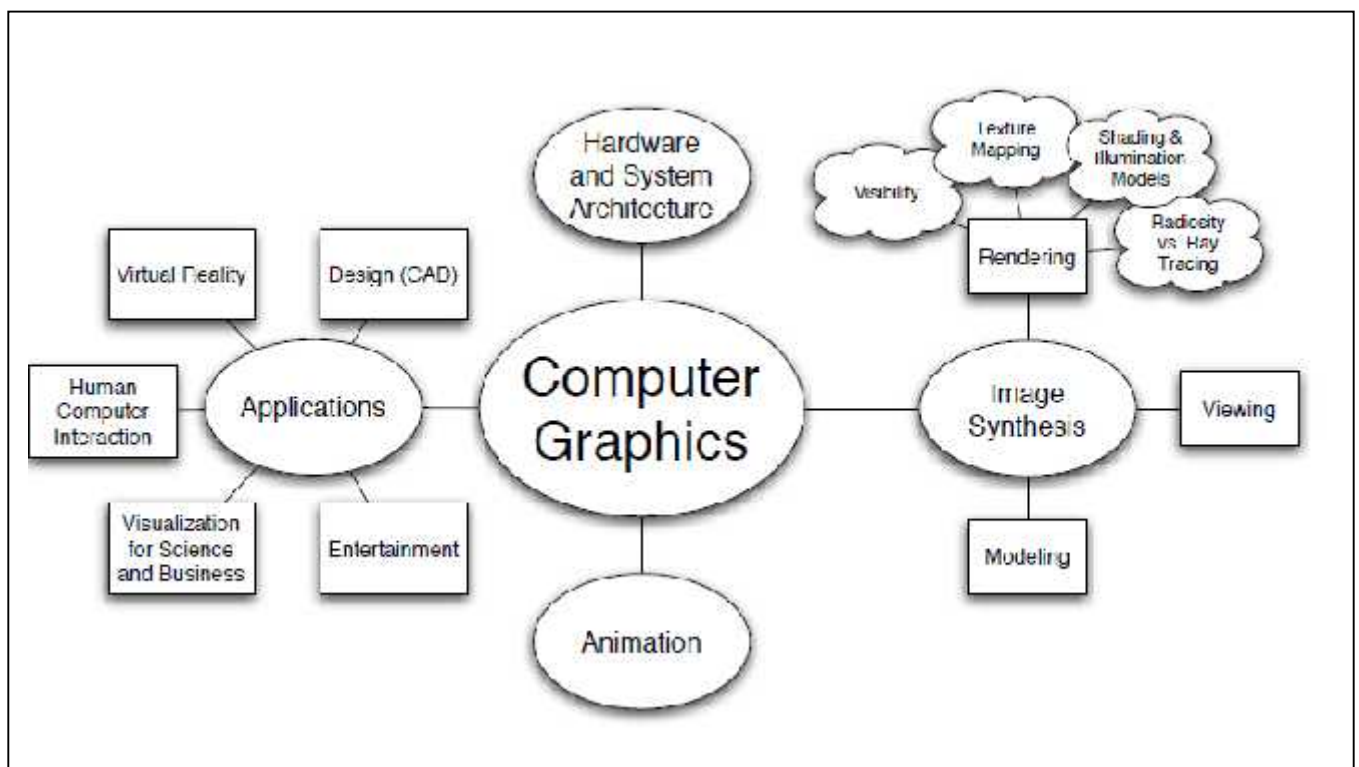 Hardware
and System
Architecture
Texture
Mapping
Shading &
Illumination
Models
Visibility
Radiosity
vs. Ray
Tracing
Rendering
Virtual Reality
Design (CAD)
Human
Computer
Interaction
Applications
Computer
Graphics
Image
Synthesis
Viewing
Visualization
for Science
and Business
Entertainment
Modeling
Animation